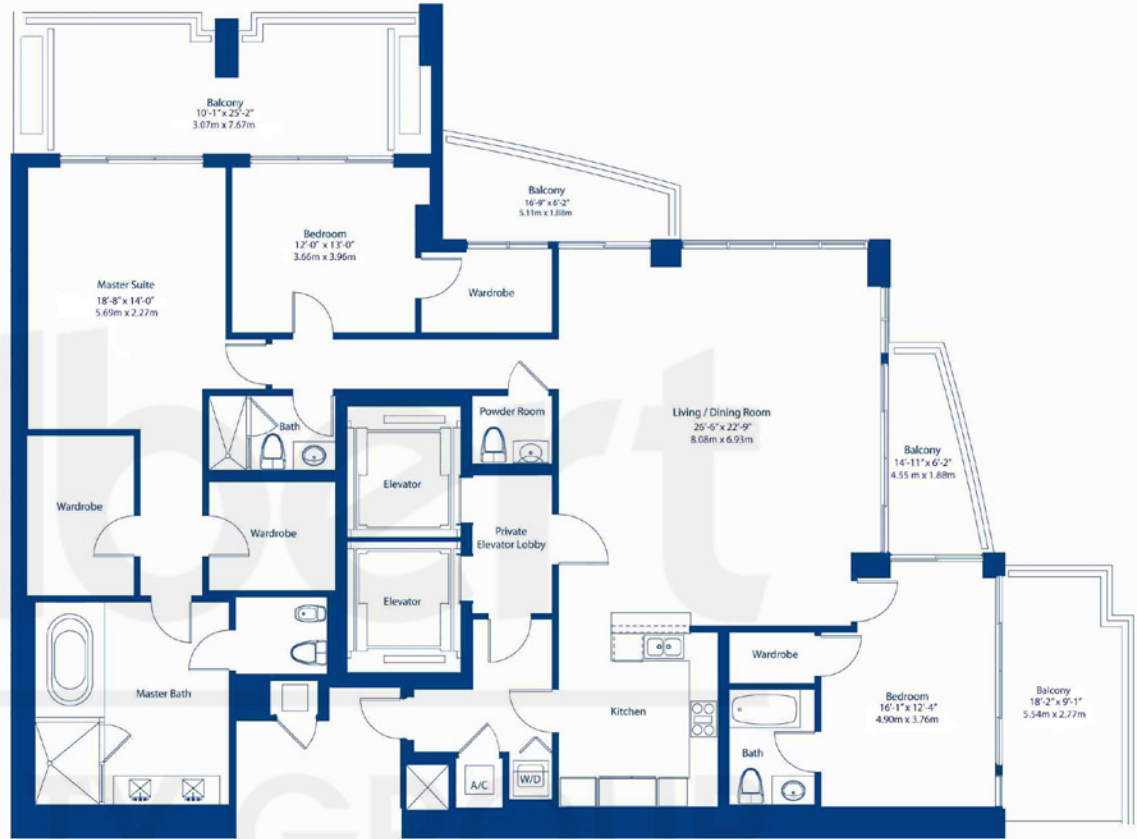 Balcony
10'-1" x 25'-2"
3.07m x 7.67m
Balcony
16'-9" x 6'-2"
5.11m x 1.88m
Bedroom
12'-0" x 13'-0"
3.66m x 3.96m
Master Suite
18'-8" x 14'-0"
5.69m x 2.27m
Wardrobe
Powder Room
Living / Dining Room
26'-6" x 22'-9"
8.08m x 6.93m
Bath
Balcony
14'-11" x 6'-2"
4.55 m x 1.88m
Elevator
Wardrobe
Wardrobe
Private
Elevator Lobby
Elevator
Wardrobe
Master Bath
Kitchen
Bedroom
16'-1" x 12'-4"
4.90m x 3.76m
Balcony
18'-2" x 9'-1"
5.54m x 2.77m
Bath
A/C
W/D